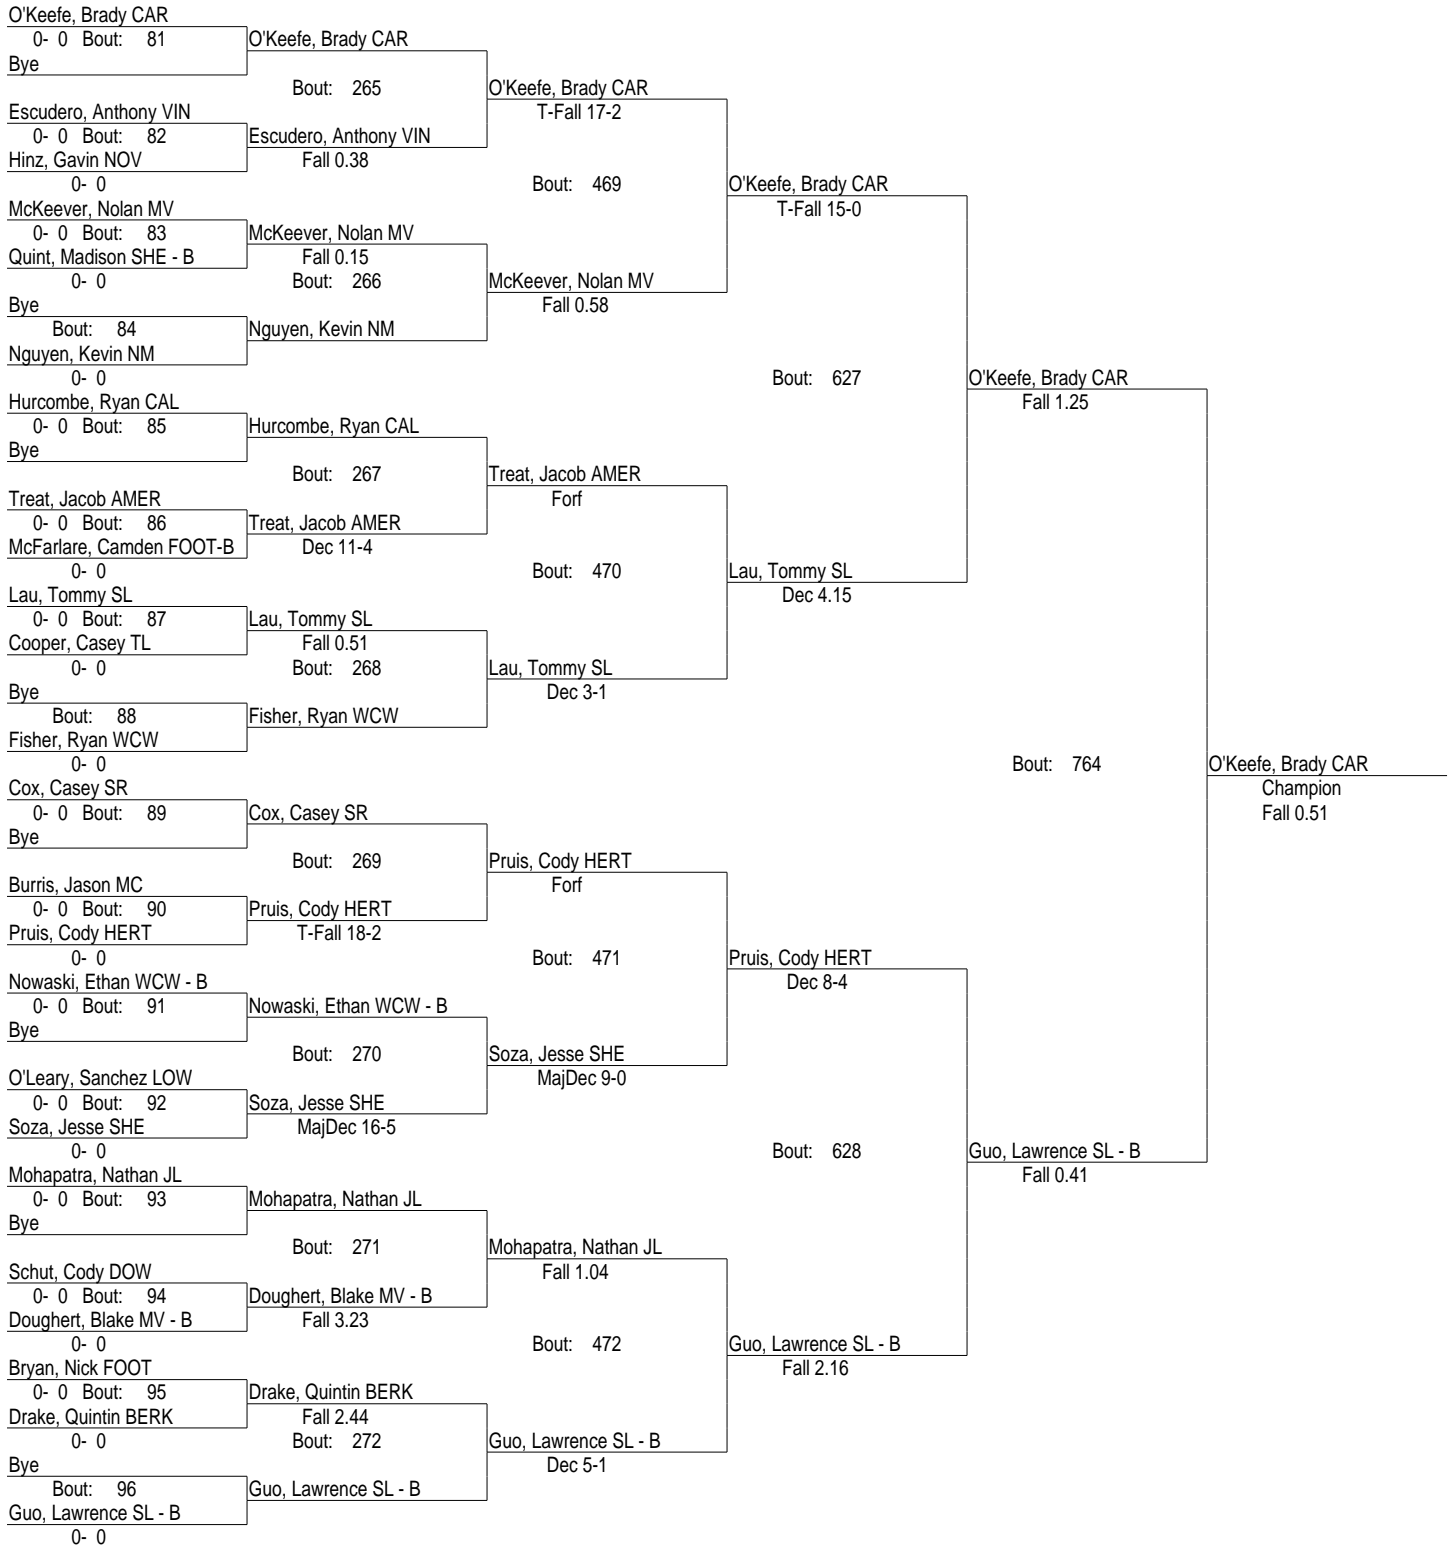 O'Keefe, Brady CAR
0- 0 Bout: 81
Bye
Escudero, Anthony VIN
0- 0 Bout: 82
Hinz, Gavin NOV
0- 0
McKeever, Nolan MV
0- 0 Bout: 83
Quint, Madison SHE - B
0- 0
Bye
Bout: 84
Nguyen, Kevin NM
0- 0
Hurcombe, Ryan CAL
0- 0 Bout: 85
Bye
Treat, Jacob AMER
0- 0 Bout: 86
McFarlare, Camden FOOT-B
0- 0
Lau, Tommy SL
0- 0 Bout: 87
Cooper, Casey TL
0- 0
Bye
Bout: 88
Fisher, Ryan WCW
0- 0
Cox, Casey SR
0- 0 Bout: 89
Bye
Burris, Jason MC
0- 0 Bout: 90
Pruis, Cody HERT
0- 0
Nowaski, Ethan WCW - B
0- 0 Bout: 91
Bye
O'Leary, Sanchez LOW
0- 0 Bout: 92
Soza, Jesse SHE
0- 0
Mohapatra, Nathan JL
0- 0 Bout: 93
Bye
Schut, Cody DOW
0- 0 Bout: 94
Doughert, Blake MV - B
0- 0
Bryan, Nick FOOT
0- 0 Bout: 95
Drake, Quintin BERK
0- 0
Bye
Bout: 96
Guo, Lawrence SL - B
0- 0
O'Keefe, Brady CAR
Bout: 265
Escudero, Anthony VIN
Fall 0.38
McKeever, Nolan MV
Fall 0.15
Bout: 266
Nguyen, Kevin NM
Hurcombe, Ryan CAL
Bout: 267
Treat, Jacob AMER
Dec 11-4
Lau, Tommy SL
Fall 0.51
Bout: 268
Fisher, Ryan WCW
Cox, Casey SR
Bout: 269
Pruis, Cody HERT
T-Fall 18-2
Nowaski, Ethan WCW - B
Bout: 270
Soza, Jesse SHE
MajDec 16-5
Mohapatra, Nathan JL
Bout: 271
Doughert, Blake MV - B
Fall 3.23
Drake, Quintin BERK
Fall 2.44
Bout: 272
Guo, Lawrence SL - B
O'Keefe, Brady CAR
T-Fall 17-2
Bout: 469
McKeever, Nolan MV
Fall 0.58
Treat, Jacob AMER
Forf
Bout: 470
Lau, Tommy SL
Dec 3-1
Pruis, Cody HERT
Forf
Bout: 471
Soza, Jesse SHE
MajDec 9-0
Mohapatra, Nathan JL
Fall 1.04
Bout: 472
Guo, Lawrence SL - B
Dec 5-1
O'Keefe, Brady CAR
T-Fall 15-0
Bout: 627
Lau, Tommy SL
Dec 4.15
Pruis, Cody HERT
Dec 8-4
Bout: 628
Guo, Lawrence SL - B
Fall 2.16
O'Keefe, Brady CAR
Fall 1.25
Bout: 764
Guo, Lawrence SL - B
Fall 0.41
O'Keefe, Brady CAR
Champion
Fall 0.51